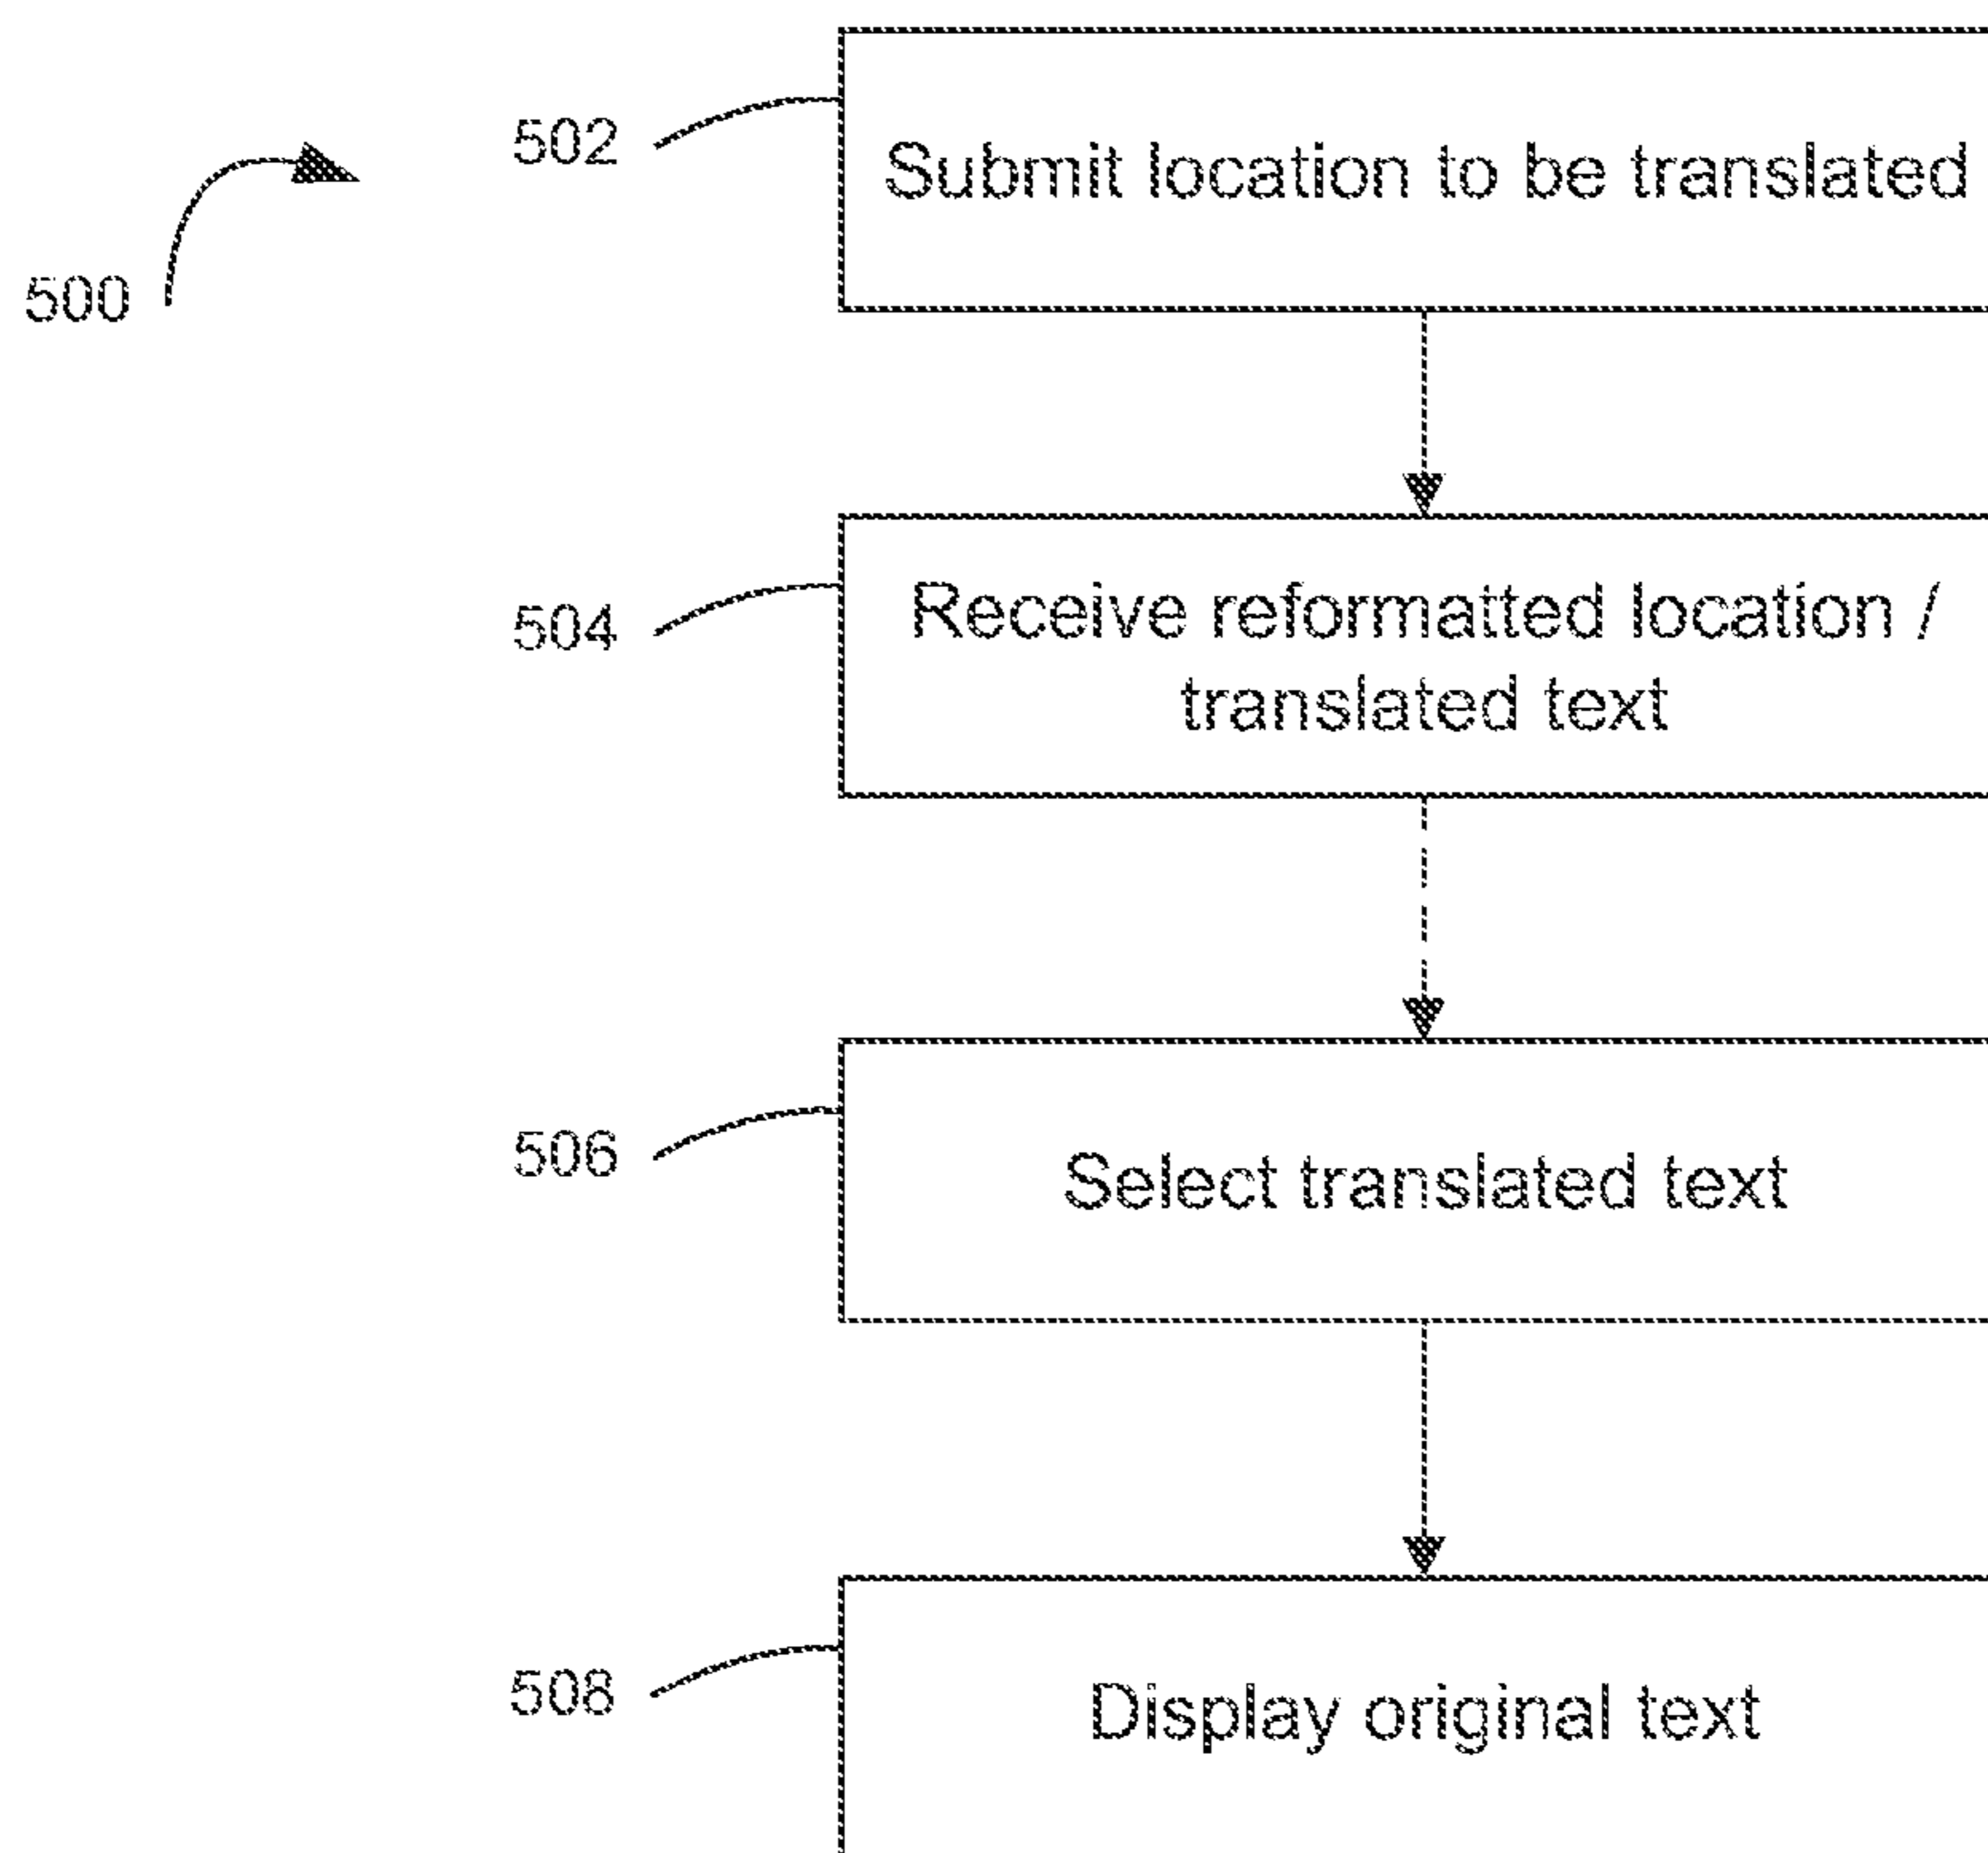 502
Submit location to be translated
500
504
Receive reformatted location /
translated text
506
Select translated text
508
Display original text